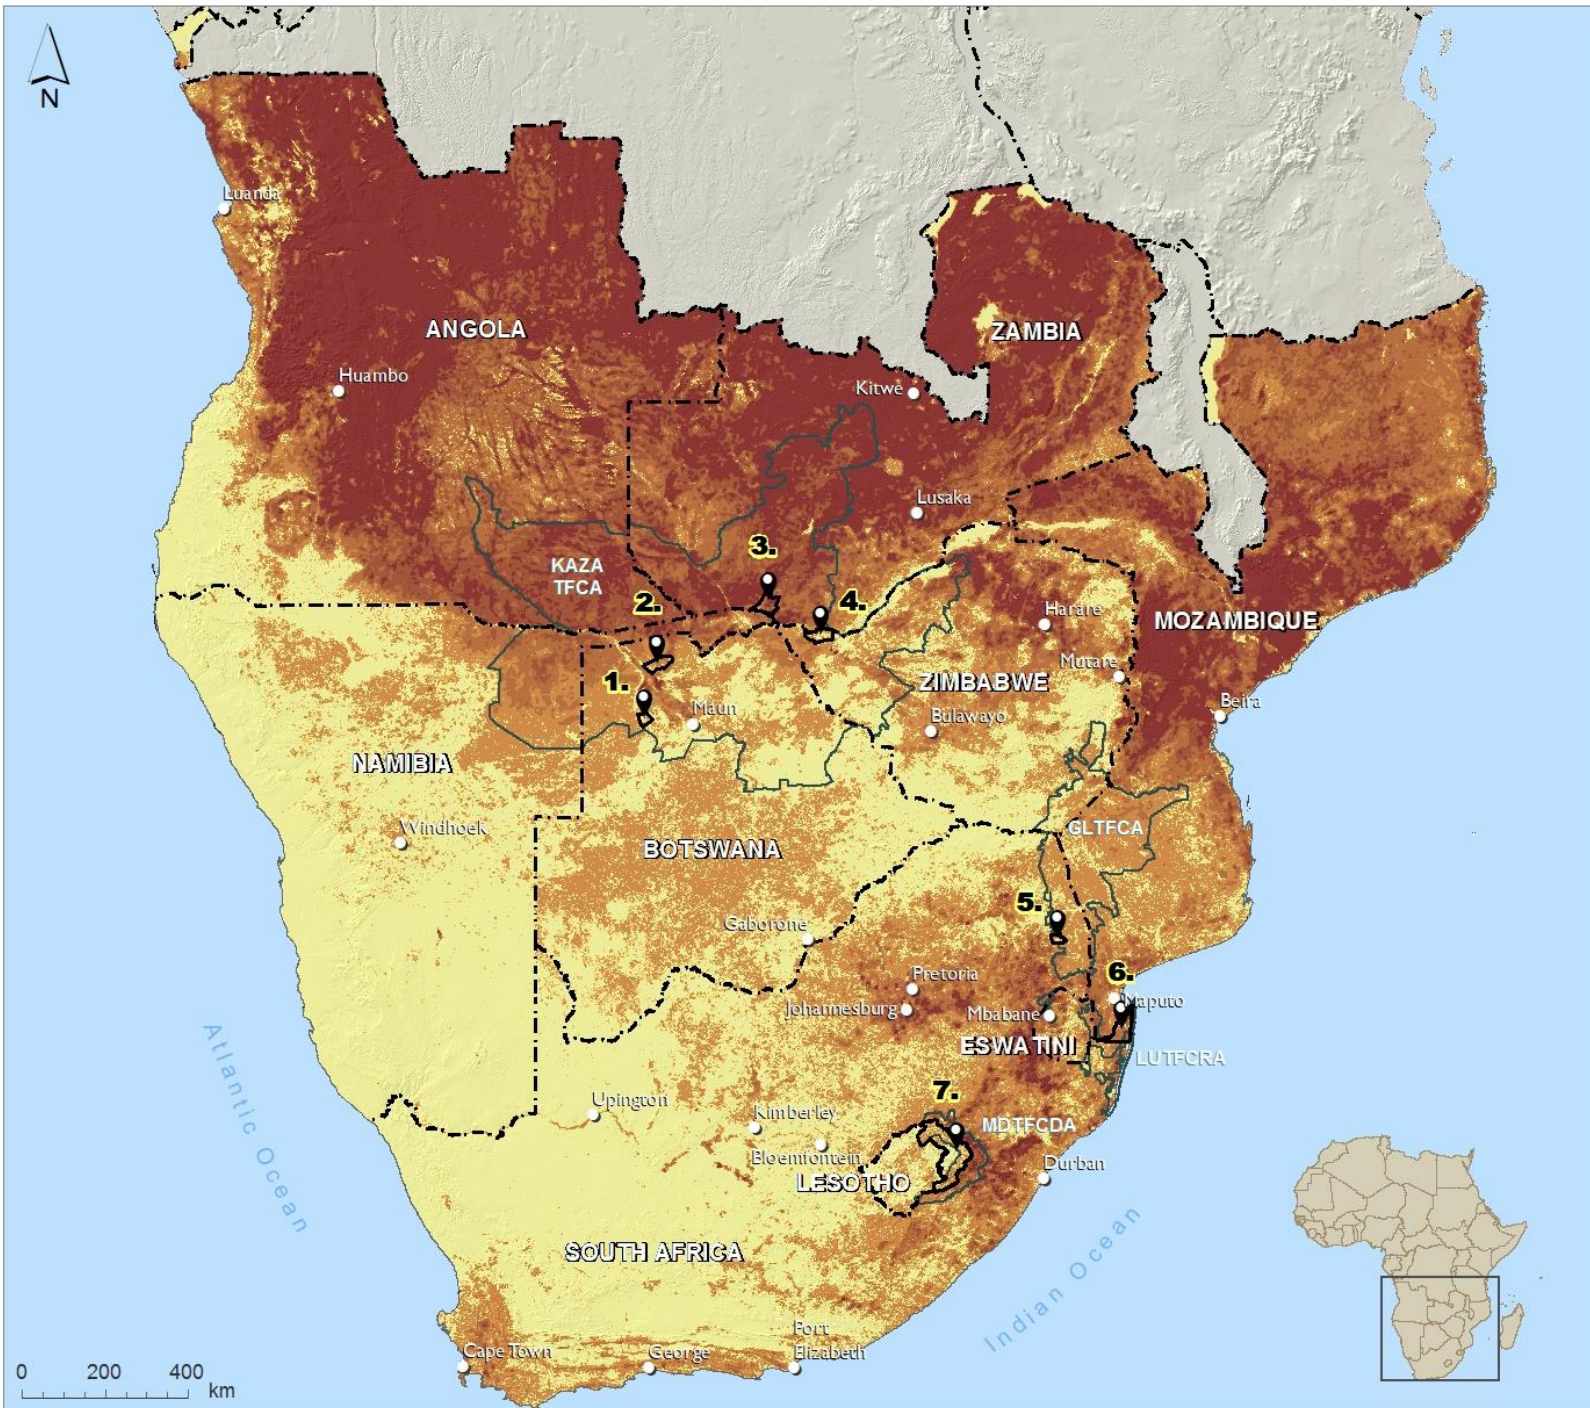 N
Luanda
ANGOLA
ZAMBIA
Huambo
Kitwe
Lusaka
3.
KAZA
TFCA
2.
4.
Harare
MOZAMBIQUE
1.
Mutare
ZIMBABWE
Maun
Beira
Bulawayo
NAMIBIA
Windhoek
GLTFCA
BOTSWANA
5.
Gaborone
6.
Pretoria
Maputo
Johannesburg
Mbabane
ESWATINI
LUTFCRA
Atlantic Ocean
7.
Upington
Kimberley
MDTFCDA
Bloemfontein
Durban
LESOTHO
SOUTH AFRICA
Indian Ocean
Port
Elizabeth
Cape Town
George
0 200 400
km